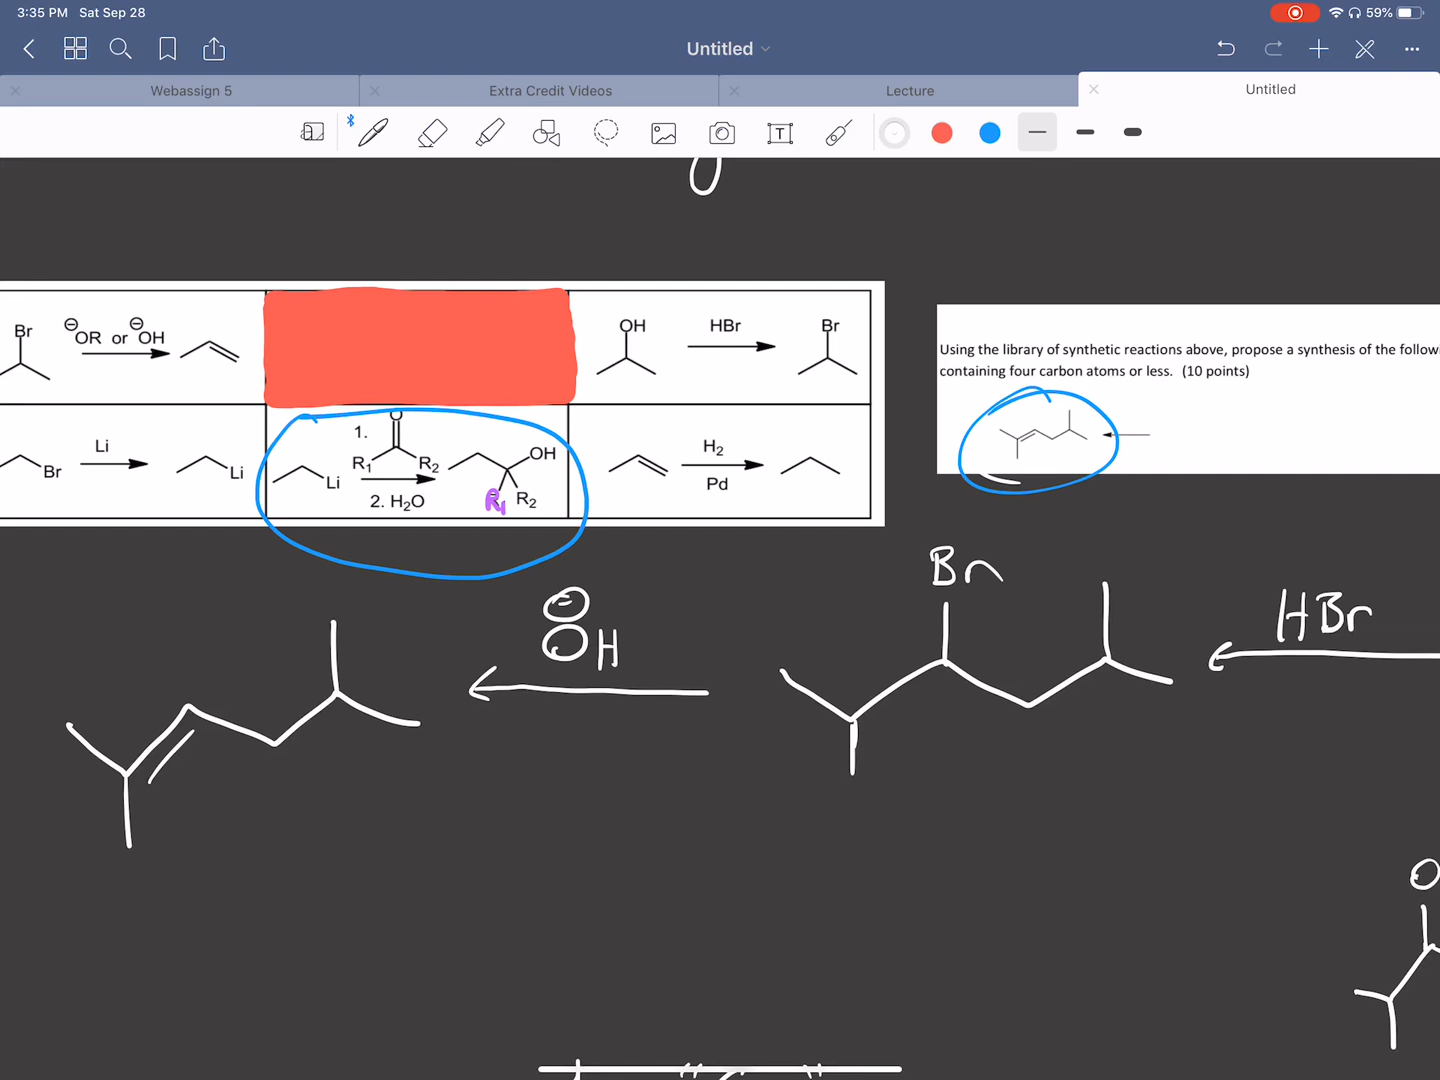 3:35 PM Sat Sep 28
59%
Untitled
Webassign 5
Extra Credit Videos
Lecture
Untitled
T
Br
⊖OR or ⊖OH
OH
HBr
Br
Br
Li
Li
Li
1.
O
R1
R2
2. H2O
OH
R1
R2
H2
Pd
Using the library of synthetic reactions above, propose a synthesis of the followi
containing four carbon atoms or less. (10 points)
⊖
OH
Br
HBr
O